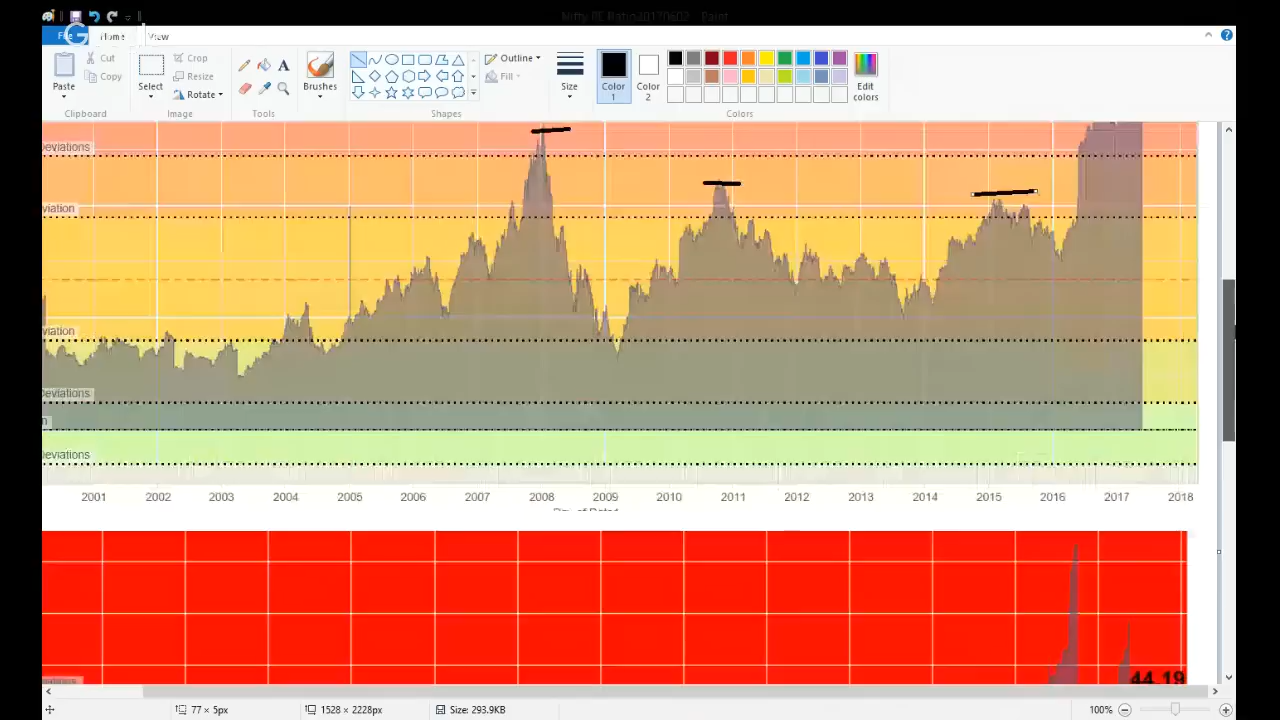 Home
View
Cut
Copy
Paste
Clipboard
Select
Crop
Resize
Rotate
Image
Tools
Brushes
Shapes
Outline
Fill
Size
Color
1
Color
2
Edit
colors
Colors
Deviations
viation
viation
Deviations
n
eviations
2001 2002 2003 2004 2005 2006 2007 2008 2009 2010 2011 2012 2013 2014 2015 2016 2017 2018
44.19
77 × 5px
1528 × 2228px
Size: 293.9KB
100%